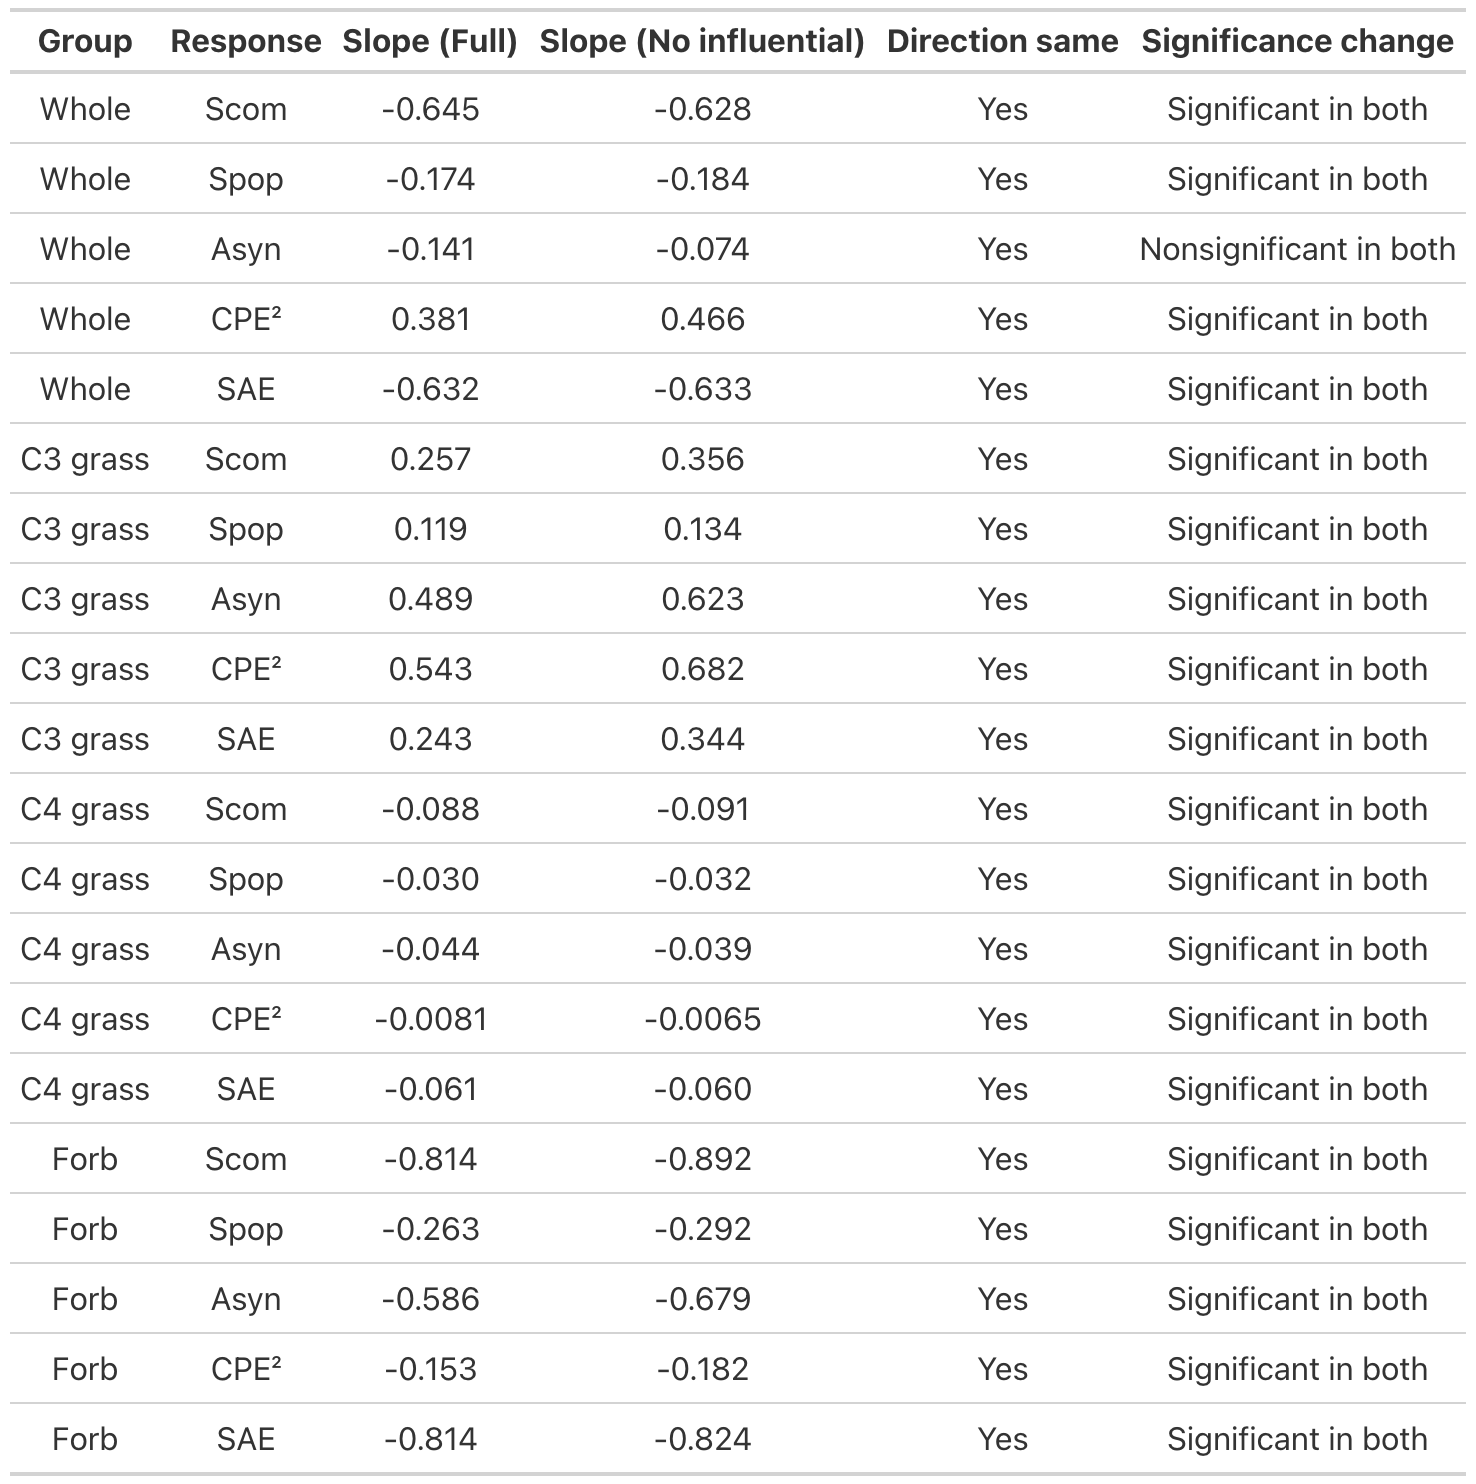 Group Response Slope (Full) Slope (No influential) Direction same Significance change
Whole Scom -0.645 -0.628 Yes Significant in both
Whole Spop -0.174 -0.184 Yes Significant in both
Whole Asyn -0.141 -0.074 Yes Nonsignificant in both
Whole CPE² 0.381 0.466 Yes Significant in both
Whole SAE -0.632 -0.633 Yes Significant in both
C3 grass Scom 0.257 0.356 Yes Significant in both
C3 grass Spop 0.119 0.134 Yes Significant in both
C3 grass Asyn 0.489 0.623 Yes Significant in both
C3 grass CPE² 0.543 0.682 Yes Significant in both
C3 grass SAE 0.243 0.344 Yes Significant in both
C4 grass Scom -0.088 -0.091 Yes Significant in both
C4 grass Spop -0.030 -0.032 Yes Significant in both
C4 grass Asyn -0.044 -0.039 Yes Significant in both
C4 grass CPE² -0.0081 -0.0065 Yes Significant in both
C4 grass SAE -0.061 -0.060 Yes Significant in both
Forb Scom -0.814 -0.892 Yes Significant in both
Forb Spop -0.263 -0.292 Yes Significant in both
Forb Asyn -0.586 -0.679 Yes Significant in both
Forb CPE² -0.153 -0.182 Yes Significant in both
Forb SAE -0.814 -0.824 Yes Significant in both